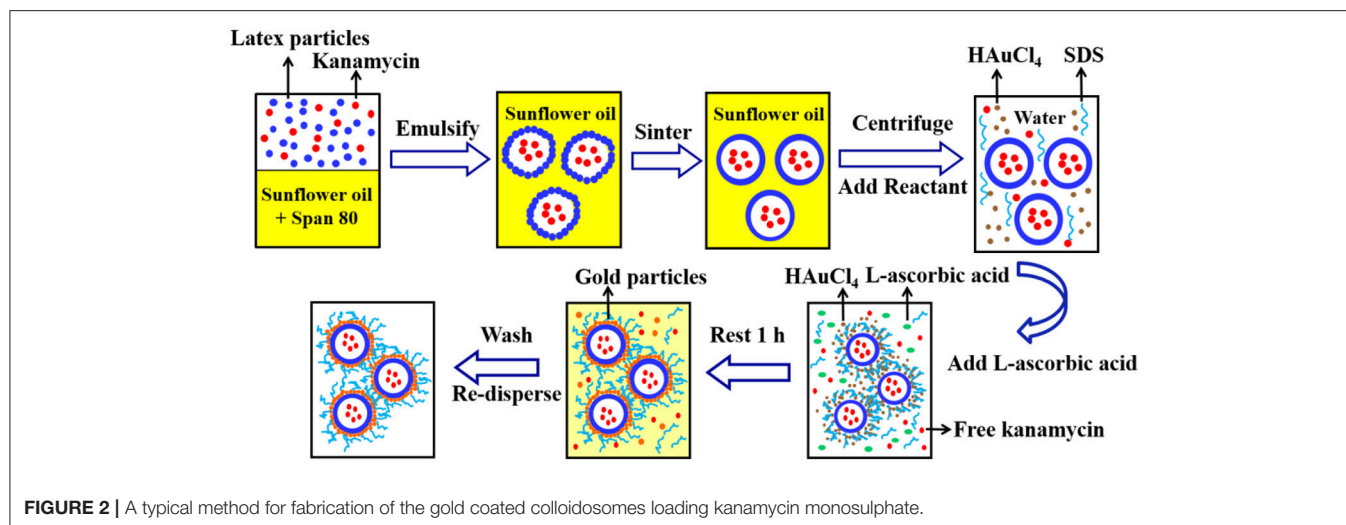 Latex particles
Kanamycin
Sunflower oil
+ Span 80
Emulsify
Sunflower oil
Sinter
Sunflower oil
Centrifuge
Add Reactant
HAuCl4
SDS
Water
Add L-ascorbic acid
HAuCl4
L-ascorbic acid
Free kanamycin
Rest 1 h
Gold particles
Wash
Re-disperse
FIGURE 2 | A typical method for fabrication of the gold coated colloidosomes loading kanamycin monosulphate.